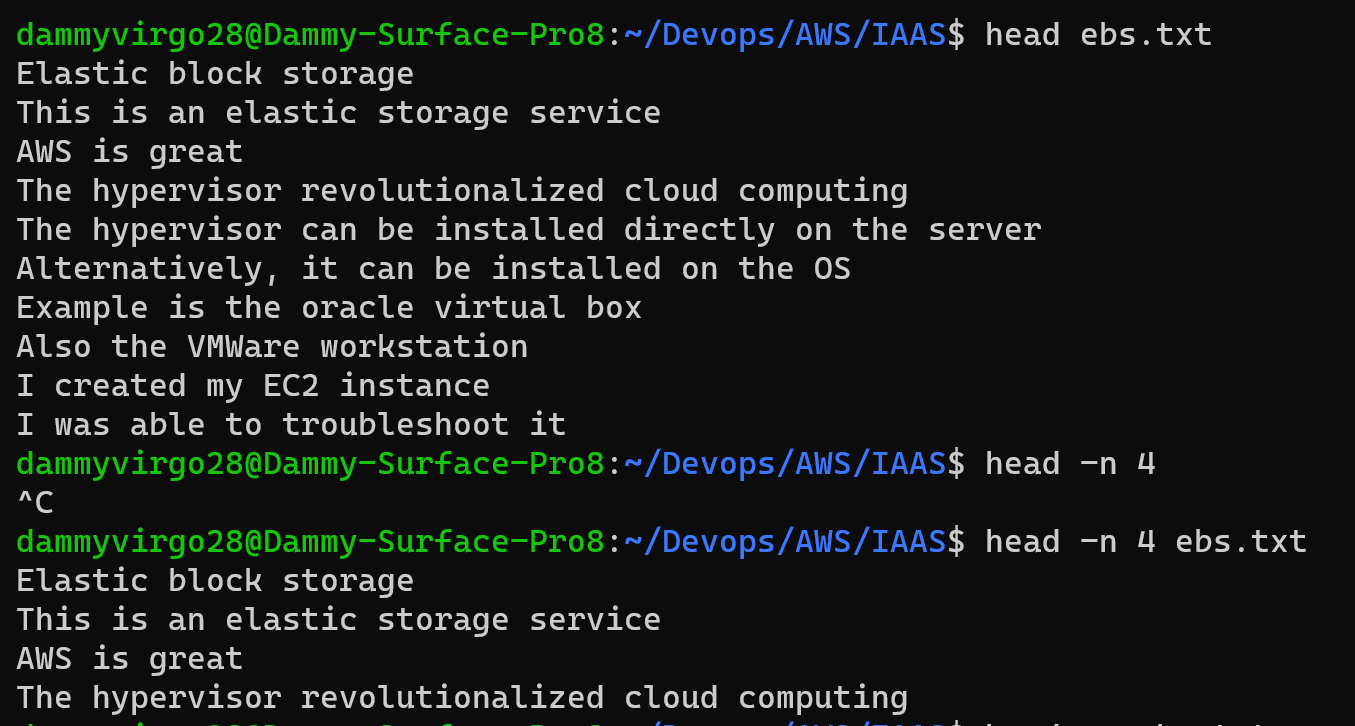 dammyvirgo28@Dammy-Surface-Pro8:~/Devops/AWS/IAAS$ head ebs.txt
Elastic block storage
This is an elastic storage service
AWS is great
The hypervisor revolutionalized cloud computing
The hypervisor can be installed directly on the server
Alternatively, it can be installed on the OS
Example is the oracle virtual box
Also the VMWare workstation
I created my EC2 instance
I was able to troubleshoot it
dammyvirgo28@Dammy-Surface-Pro8:~/Devops/AWS/IAAS$ head -n 4
^C
dammyvirgo28@Dammy-Surface-Pro8:~/Devops/AWS/IAAS$ head -n 4 ebs.txt
Elastic block storage
This is an elastic storage service
AWS is great
The hypervisor revolutionalized cloud computing